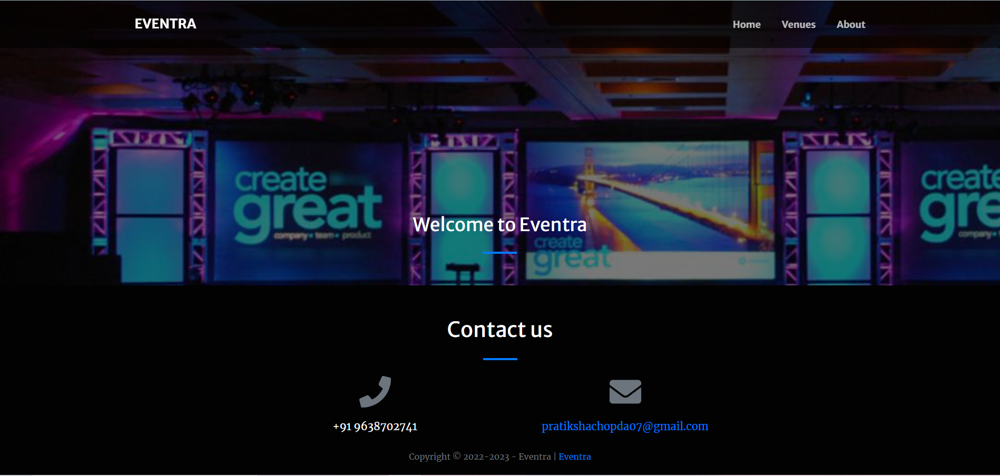 EVENTRA
Home Venues About
create
great
company • team • product
create
great
create
gre
company
Welcome to Eventra
Contact us
+91 9638702741
pratikshachopda07@gmail.com
Copyright © 2022-2023 - Eventra | Eventra